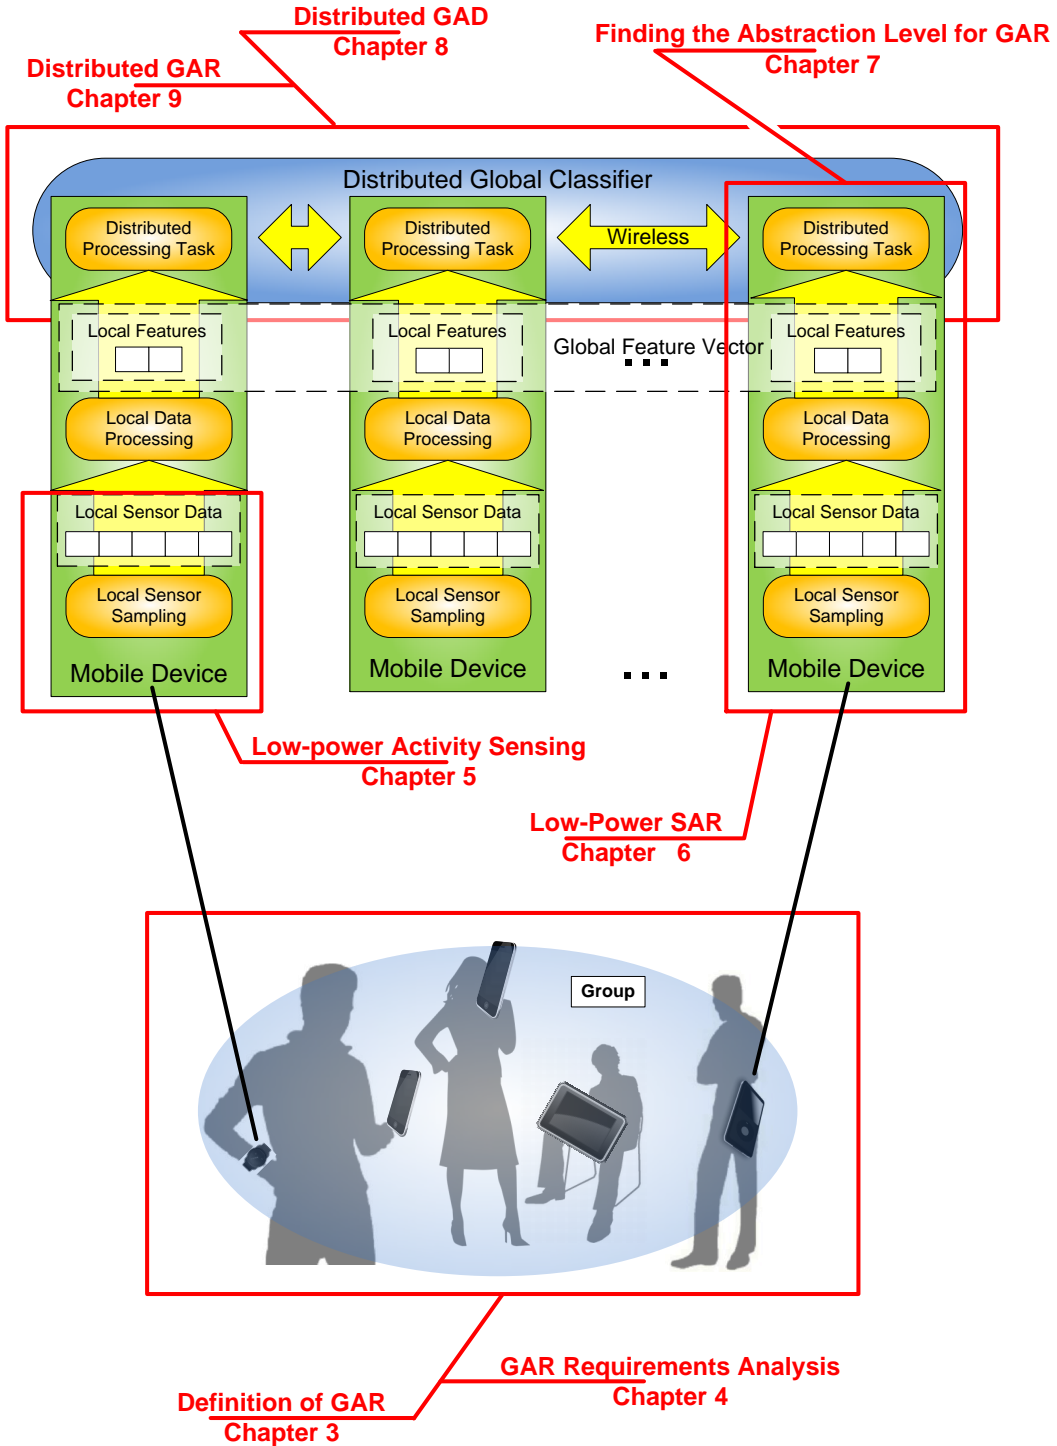 Distributed GAD
Chapter 8
Finding the Abstraction Level for GAR
Chapter 7
Distributed GAR
Chapter 9
Distributed Global Classifier
Distributed
Processing Task
Distributed
Processing Task
Wireless
Distributed
Processing Task
Local Features
Local Features
Global Feature Vector
...
Local Features
Local Data
Processing
Local Data
Processing
Local Data
Processing
Local Sensor Data
Local Sensor Data
Local Sensor Data
Local Sensor
Sampling
Local Sensor
Sampling
Local Sensor
Sampling
Mobile Device
Mobile Device
...
Mobile Device
Low-power Activity Sensing
Chapter 5
Low-Power SAR
Chapter 6
Group
GAR Requirements Analysis
Chapter 4
Definition of GAR
Chapter 3